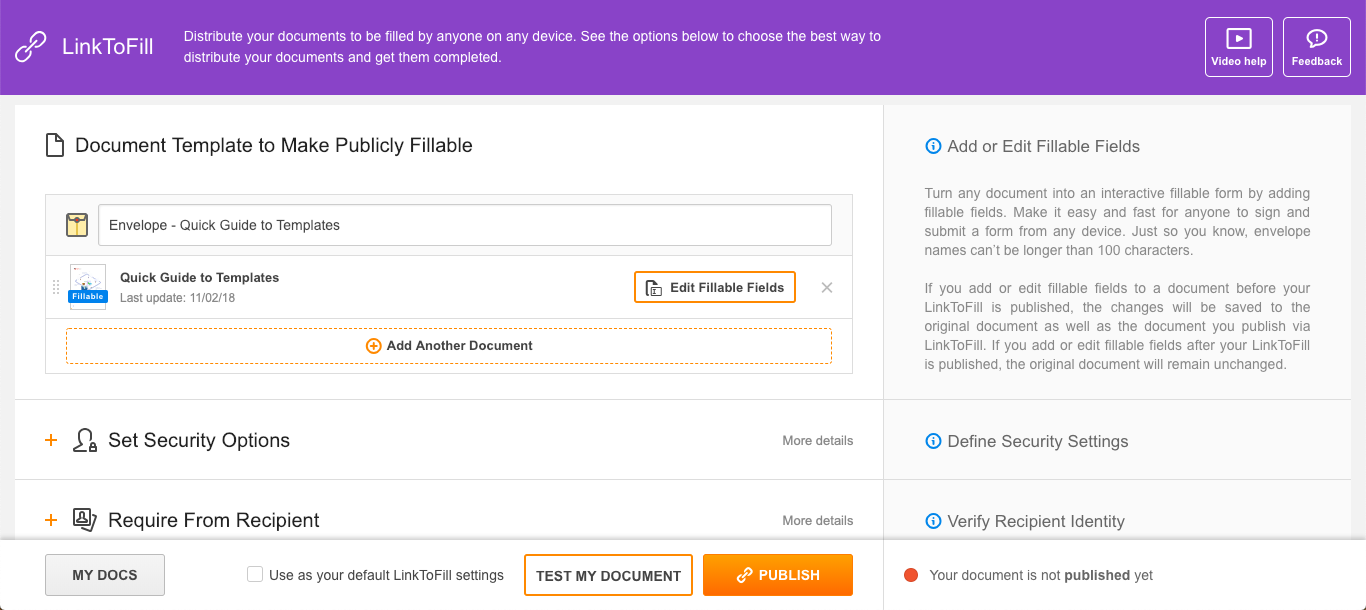 LinkToFill
Distribute your documents to be filled by anyone on any device. See the options below to choose the best way to
distribute your documents and get them completed.
Video help
Feedback
Document Template to Make Publicly Fillable
Envelope - Quick Guide to Templates
Fillable
Quick Guide to Templates
Last update: 11/02/18
Edit Fillable Fields
Add Another Document
Add or Edit Fillable Fields
Turn any document into an interactive fillable form by adding
fillable fields. Make it easy and fast for anyone to sign and
submit a form from any device. Just so you know, envelope
names can't be longer than 100 characters.
If you add or edit fillable fields to a document before your
LinkToFill is published, the changes will be saved to the
original document as well as the document you publish via
LinkToFill. If you add or edit fillable fields after your LinkToFill
is published, the original document will remain unchanged.
Set Security Options
More details
Define Security Settings
Require From Recipient
More details
Verify Recipient Identity
MY DOCS
Use as your default LinkToFill settings
TEST MY DOCUMENT
PUBLISH
Your document is not published yet